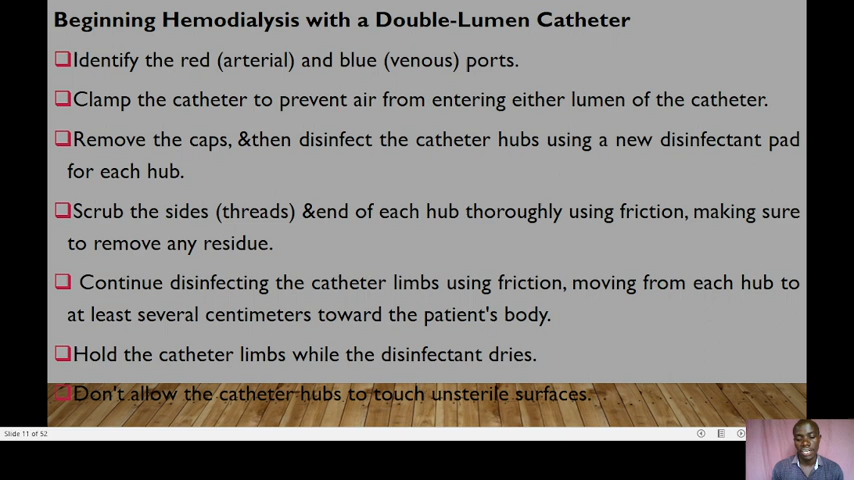 Beginning Hemodialysis with a Double-Lumen Catheter
❑Identify the red (arterial) and blue (venous) ports.
❑Clamp the catheter to prevent air from entering either lumen of the catheter.
❑Remove the caps, &then disinfect the catheter hubs using a new disinfectant pad
for each hub.
❑Scrub the sides (threads) &end of each hub thoroughly using friction, making sure
to remove any residue.
❑ Continue disinfecting the catheter limbs using friction, moving from each hub to
at least several centimeters toward the patient's body.
❑Hold the catheter limbs while the disinfectant dries.
❑Don't allow the catheter hubs to touch unsterile surfaces.
Slide 11 of 52